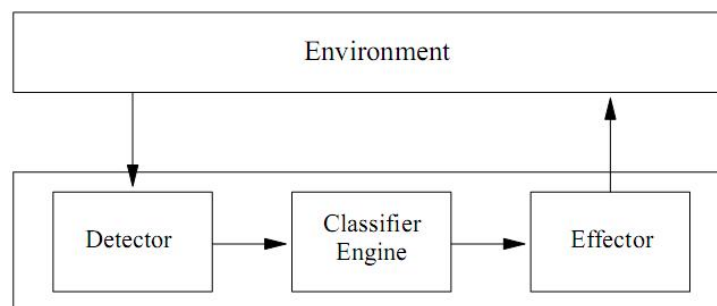 Environment
Detector
Classifier
Engine
Effector